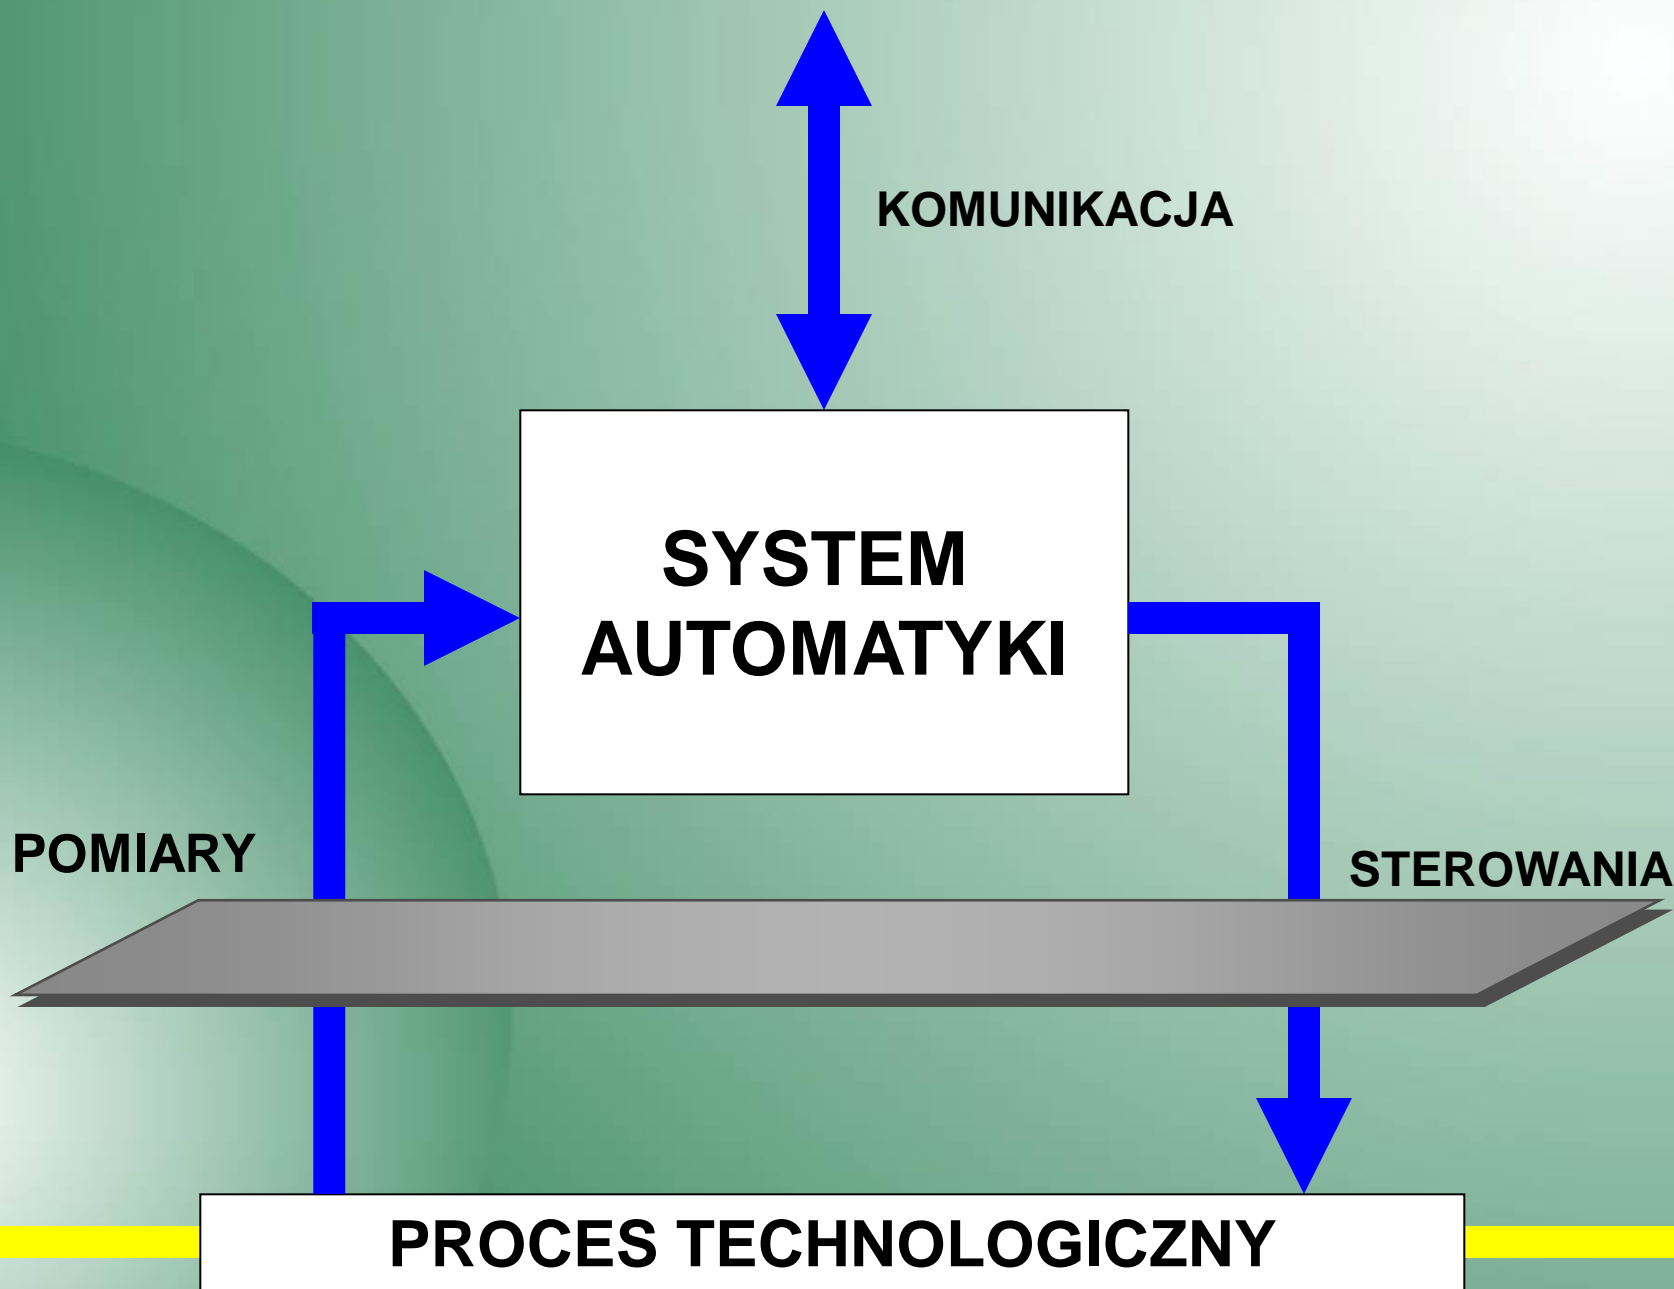 KOMUNIKACJA
SYSTEM
AUTOMATYKI
POMIARY
STEROWANIA
PROCES TECHNOLOGICZNY